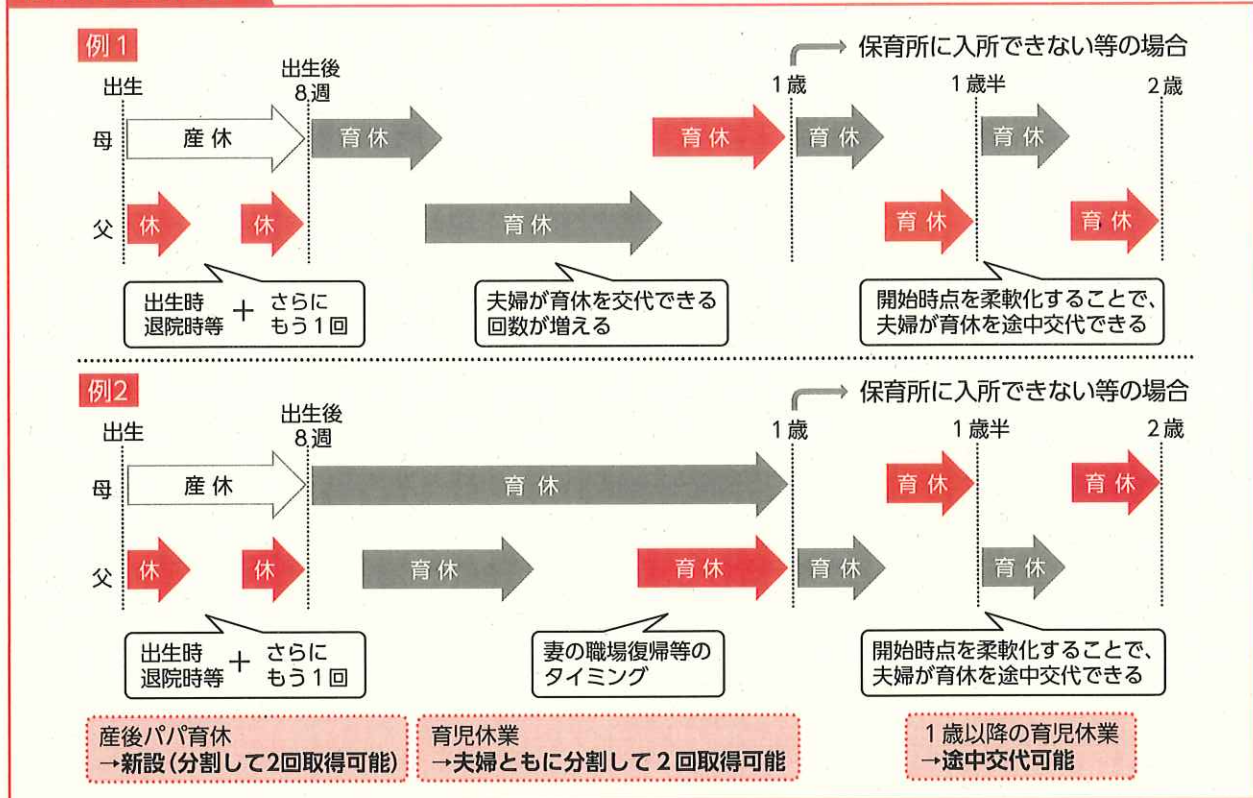 例1
保育所に入所できない等の場合
出生
出生後
8週
1歳
1歳半
2歳
母
産休
育休
育休
育休
育休
父
休
休
育休
育休
育休
出生時
退院時等
+
さらに
もう1回
夫婦が育休を交代できる
回数が増える
開始時点を柔軟化することで、
夫婦が育休を途中交代できる
例2
保育所に入所できない等の場合
出生
出生後
8週
1歳
1歳半
2歳
母
産休
育休
育休
育休
父
休
休
育休
育休
育休
育休
出生時
退院時等
+
さらに
もう1回
妻の職場復帰等の
タイミング
開始時点を柔軟化することで、
夫婦が育休を途中交代できる
産後パパ育休
→新設(分割して2回取得可能)
育児休業
→夫婦ともに分割して2回取得可能
1歳以降の育児休業
→途中交代可能